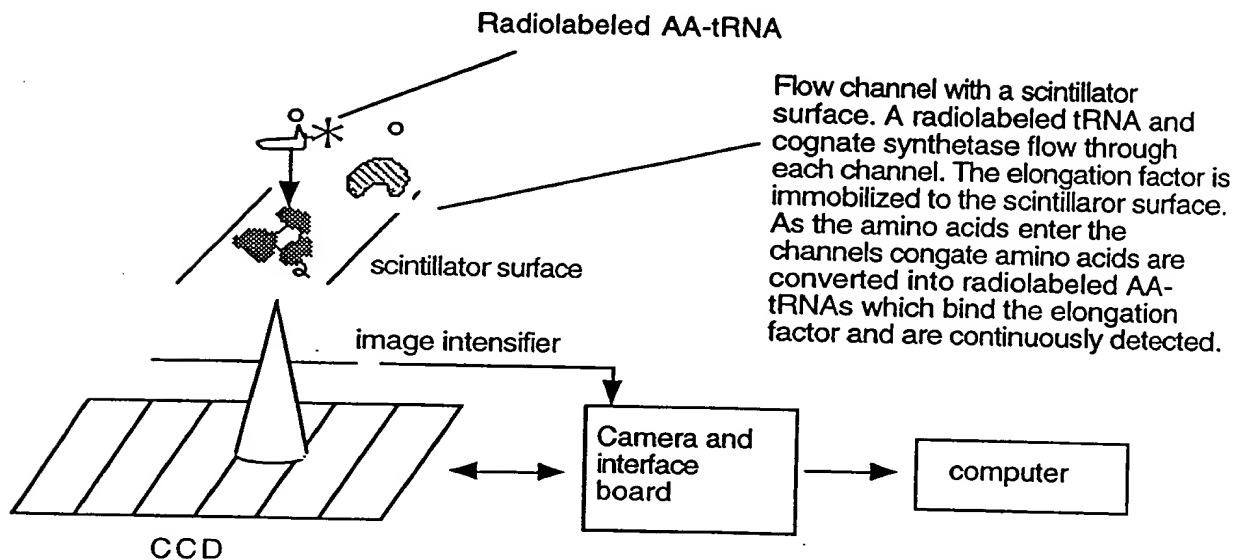 Radiolabeled AA-tRNA
Flow channel with a scintillator
surface. A radiolabeled tRNA and
cognate synthetase flow through
each channel. The elongation factor is
immobilized to the scintillaror surface.
As the amino acids enter the
channels congate amino acids are
converted into radiolabeled AA-
tRNAs which bind the elongation
factor and are continuously detected.
scintillator surface
image intensifier
Camera and
interface
board
computer
CCD